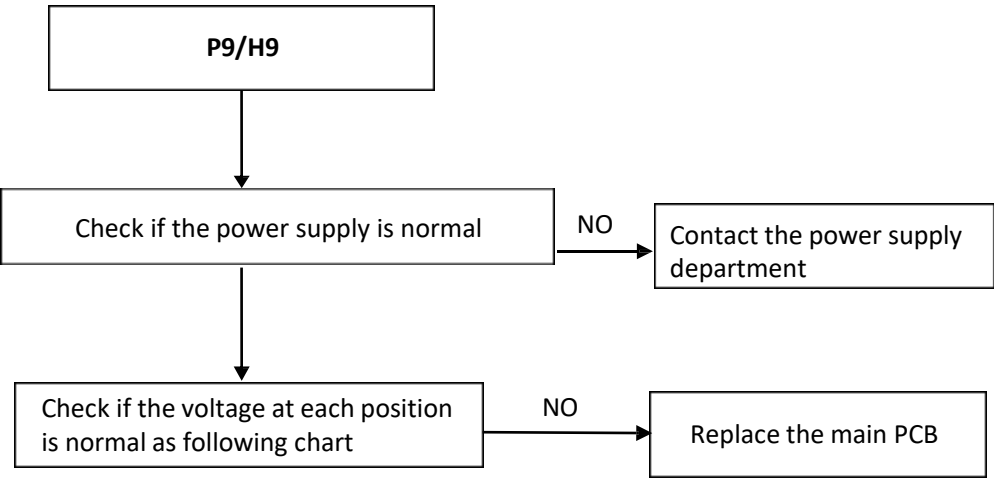 P9/H9
Check if the power supply is normal
NO
Contact the power supply
department
Check if the voltage at each position
is normal as following chart
NO
Replace the main PCB